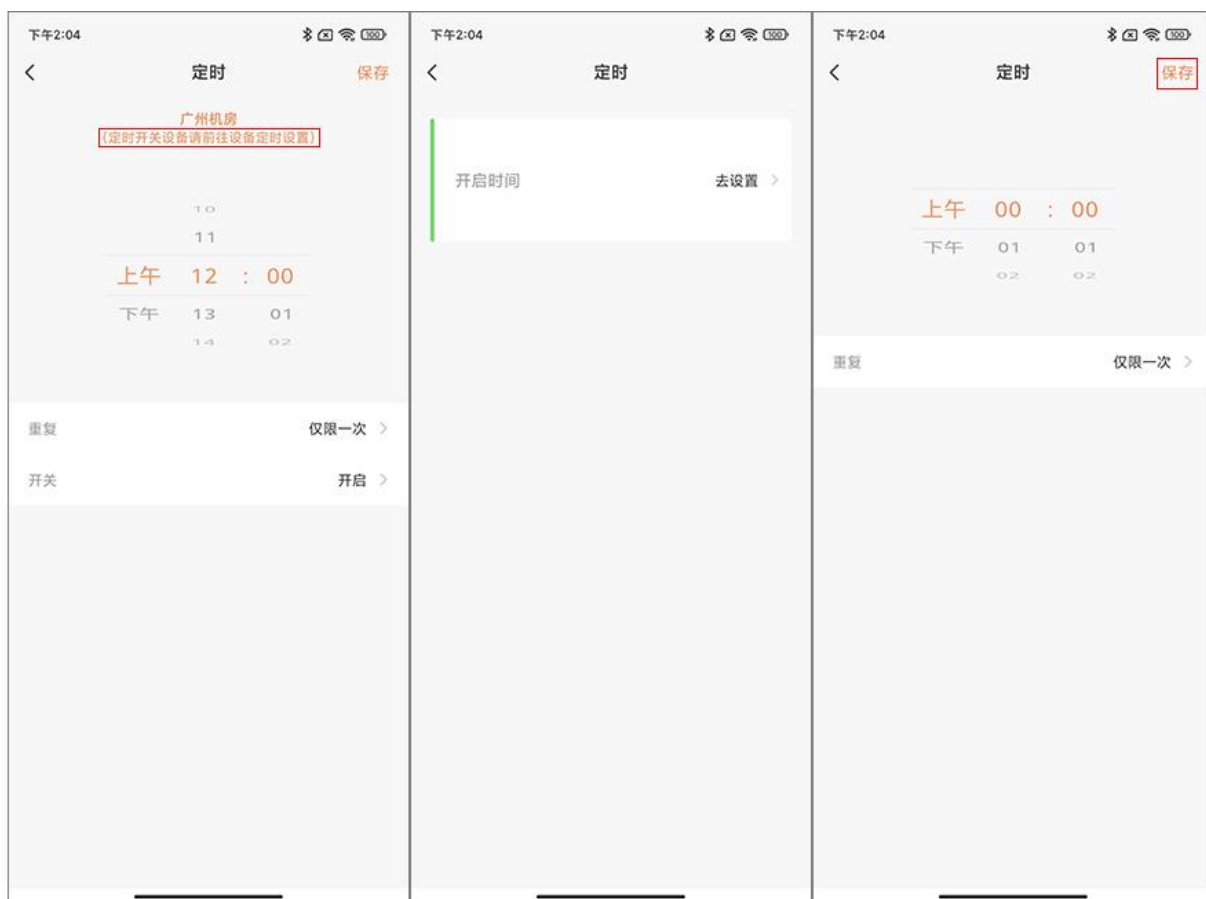 下午2:04
100
定时
保存
广州机房
(定时开关设备请前往设备定时设置)
10
11
上午 12 : 00
下午 13 01
14 02
重复 仅限一次
开关 开启
下午2:04
100
定时
开启时间 去设置
下午2:04
100
定时
保存
上午 00 : 00
下午 01 01
02 02
重复 仅限一次